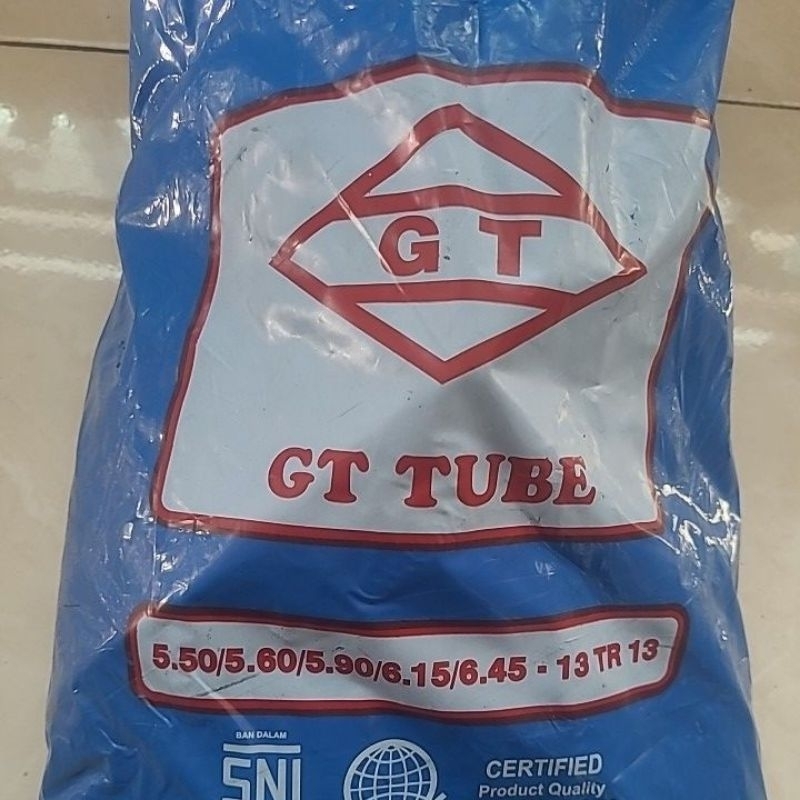 G T
GT TUBE
5.50/5.60/5.90/6.15/6.45 - 13 TR 13
BAN DALAM
SNI
CERTIFIED
Product Quality